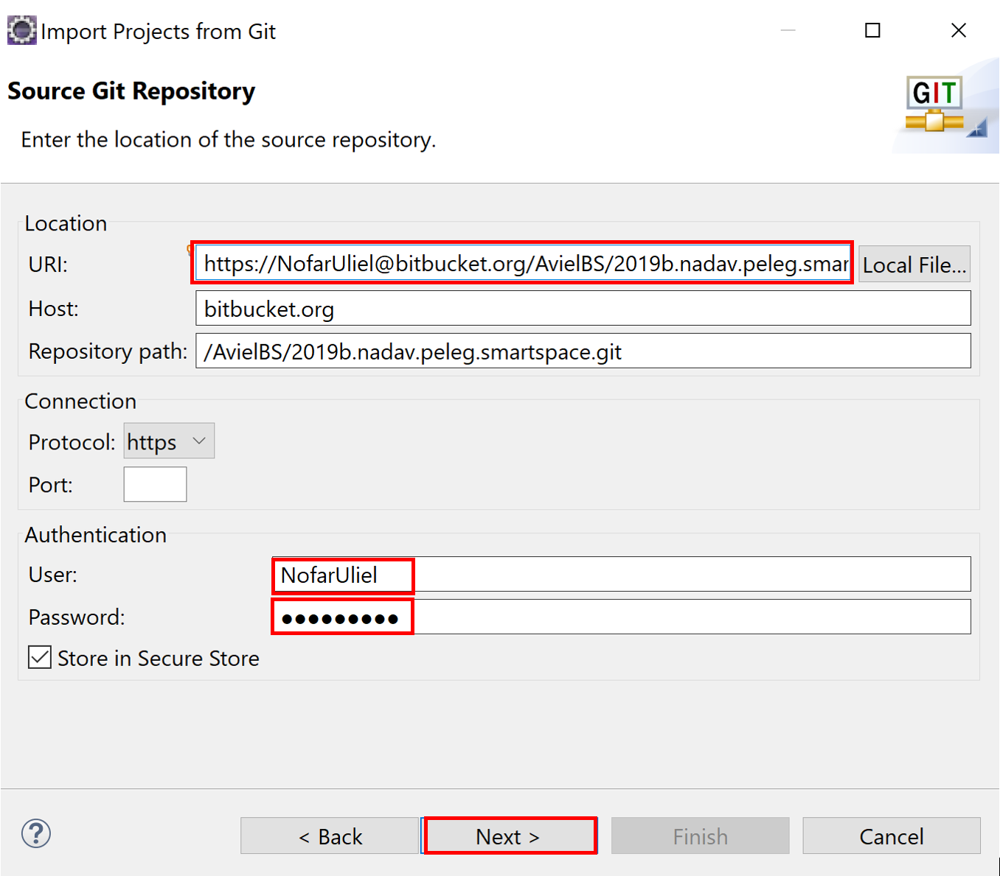 Import Projects from Git
Source Git Repository
GIT
Enter the location of the source repository.
Location
URI: https://NofarUliel@bitbucket.org/AvielBS/2019b.nadav.peleg.smar Local File...
Host: bitbucket.org
Repository path: /AvielBS/2019b.nadav.peleg.smartspace.git
Connection
Protocol: https
Port:
Authentication
User: NofarUliel
Password: ●●●●●●●●●
Store in Secure Store
? < Back Next > Finish Cancel